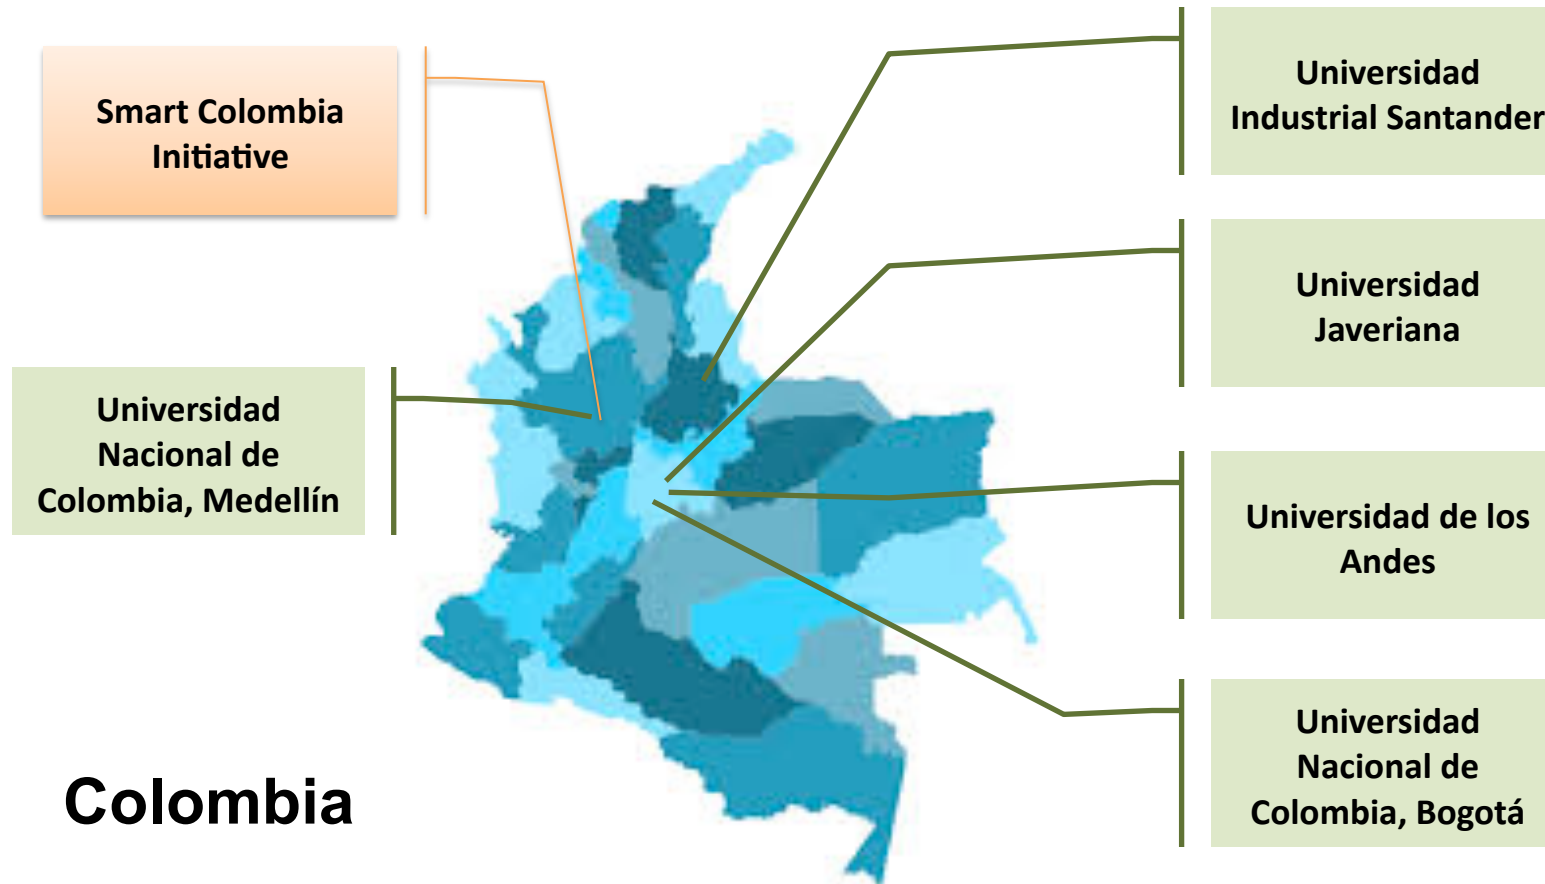 Smart Colombia
Initiative
Universidad
Nacional de
Colombia, Medellín
Universidad
Industrial Santander
Universidad
Javeriana
Universidad de los
Andes
Universidad
Nacional de
Colombia, Bogotá
Colombia